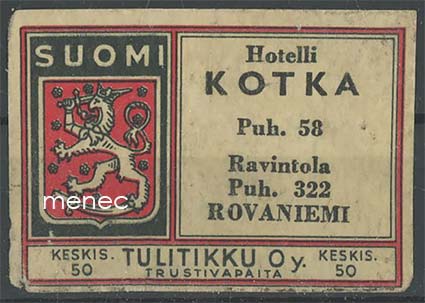 SUOMI
menec
Hotelli
KOTKA
Puh. 58
Ravintola
Puh. 322
ROVANIEMI
KESKIS. 50
TULITIKKU Oy.
TRUSTIVAPAITA
KESKIS. 50